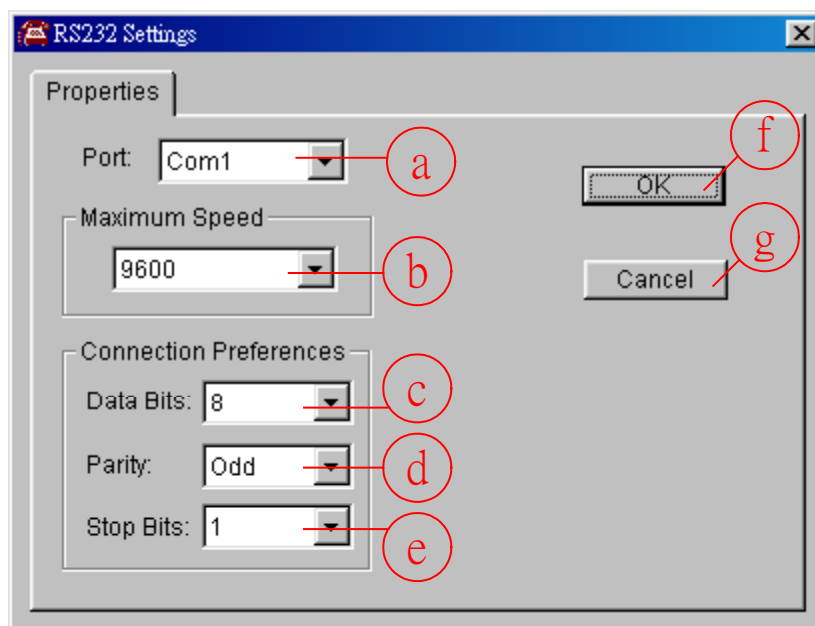 RS232 Settings
Properties
Port: Com1 a
Maximum Speed
9600 b
Connection Preferences
Data Bits: 8 c
Parity: Odd d
Stop Bits: 1 e
OK f
Cancel g